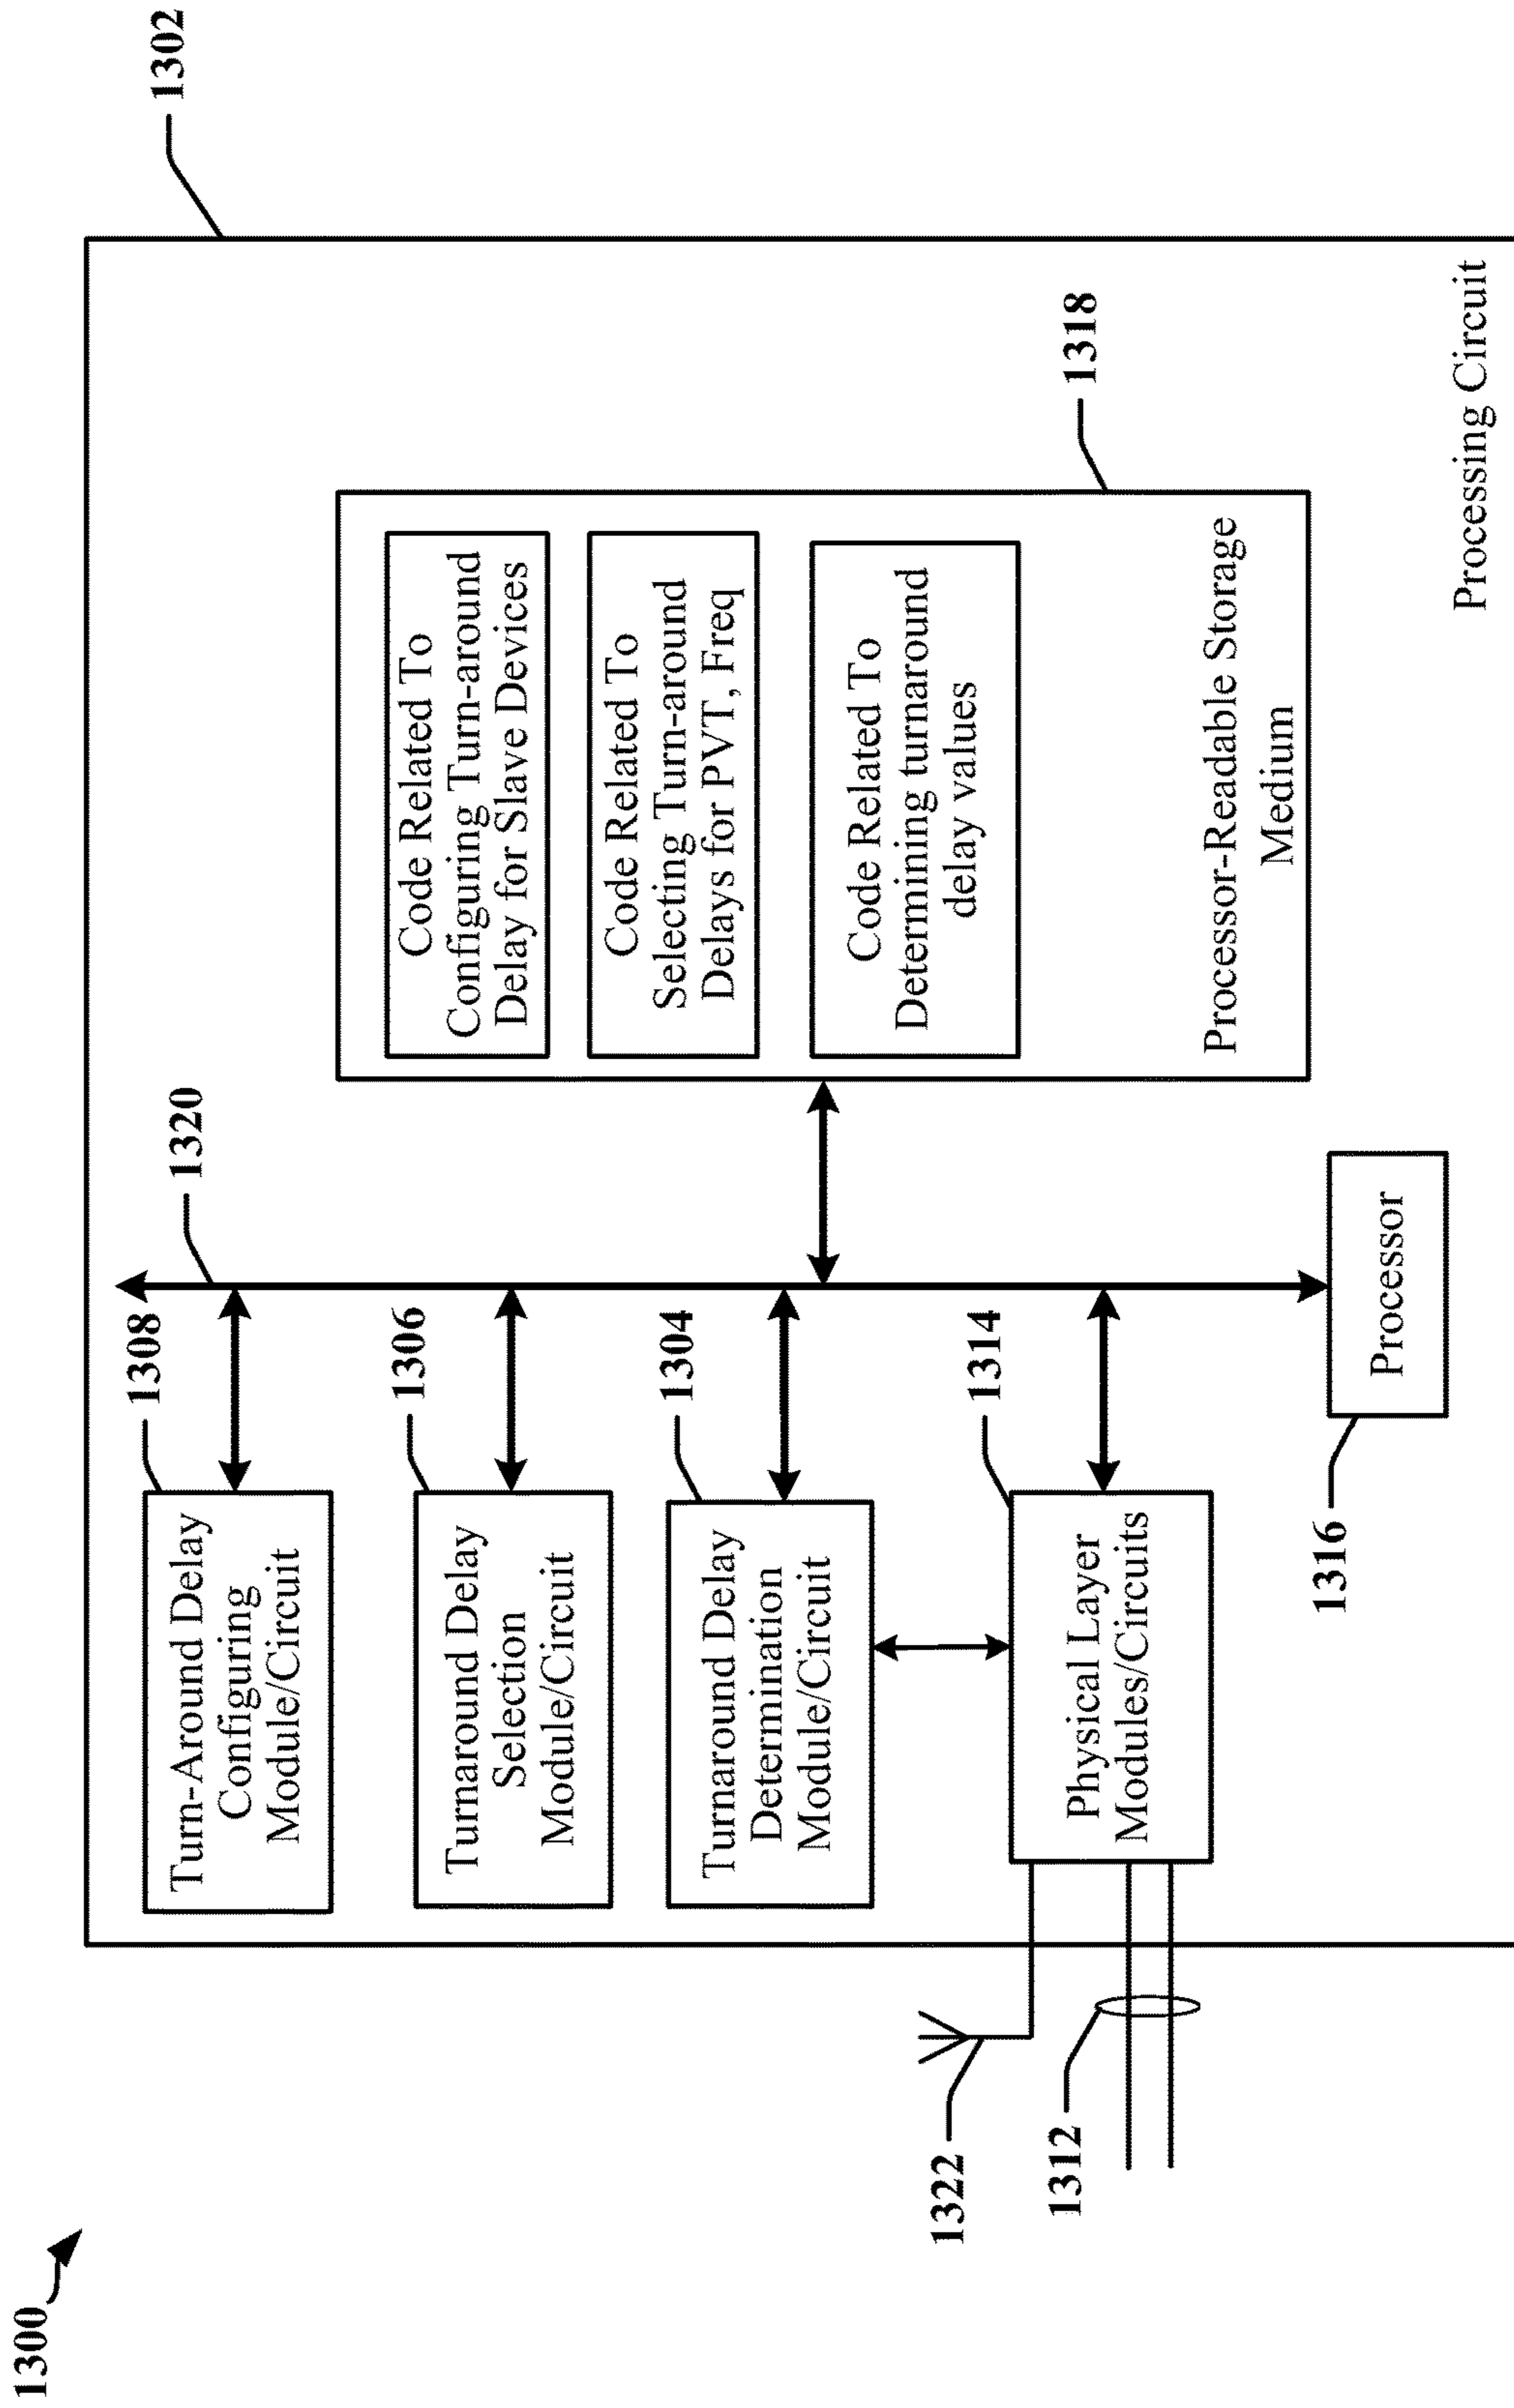 1300
1302
1308
Turn-Around Delay
Configuring
Module/Circuit
1320
1306
Turnaround Delay
Selection
Module/Circuit
1304
Turnaround Delay
Determination
Module/Circuit
1314
Physical Layer
Modules/Circuits
1322
1312
1316
Processor
1318
Code Related To
Configuring Turn-around
Delay for Slave Devices
Code Related To
Selecting Turn-around
Delays for PVT, Freq
Code Related To
Determining turnaround
delay values
Processor-Readable Storage
Medium
Processing Circuit